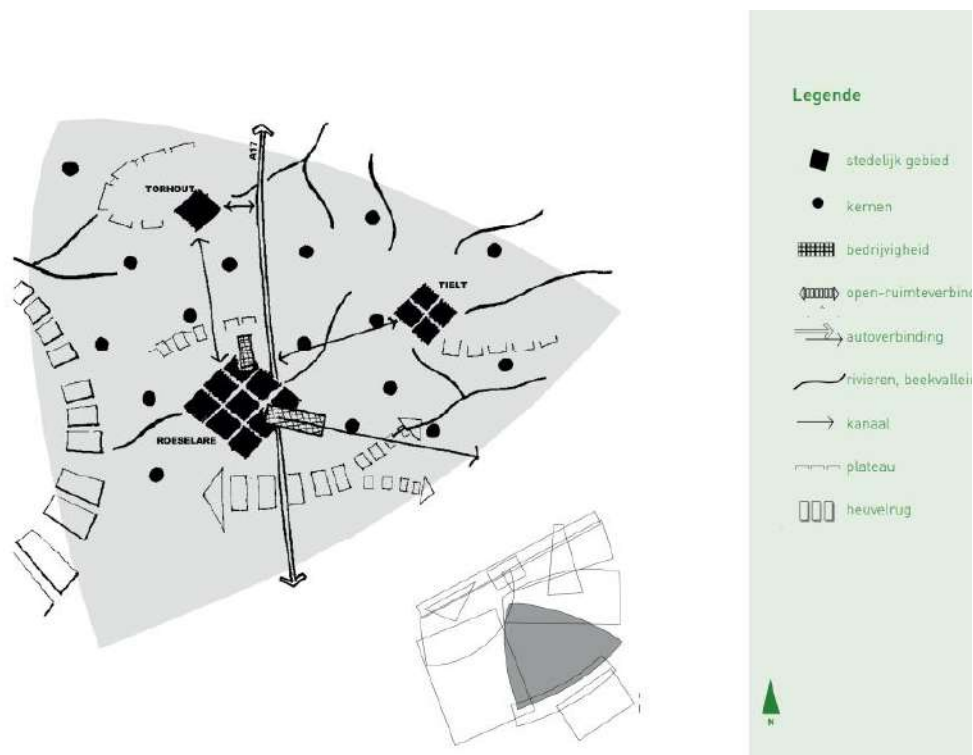 A17
TORHOUT
TIELT
ROESELARE
Legende
stedelijk gebied
kernen
bedrijvigheid
open-ruimteverbind
autoverbinding
rivieren, beekvallei
kanaal
plateau
heuvelrug
N